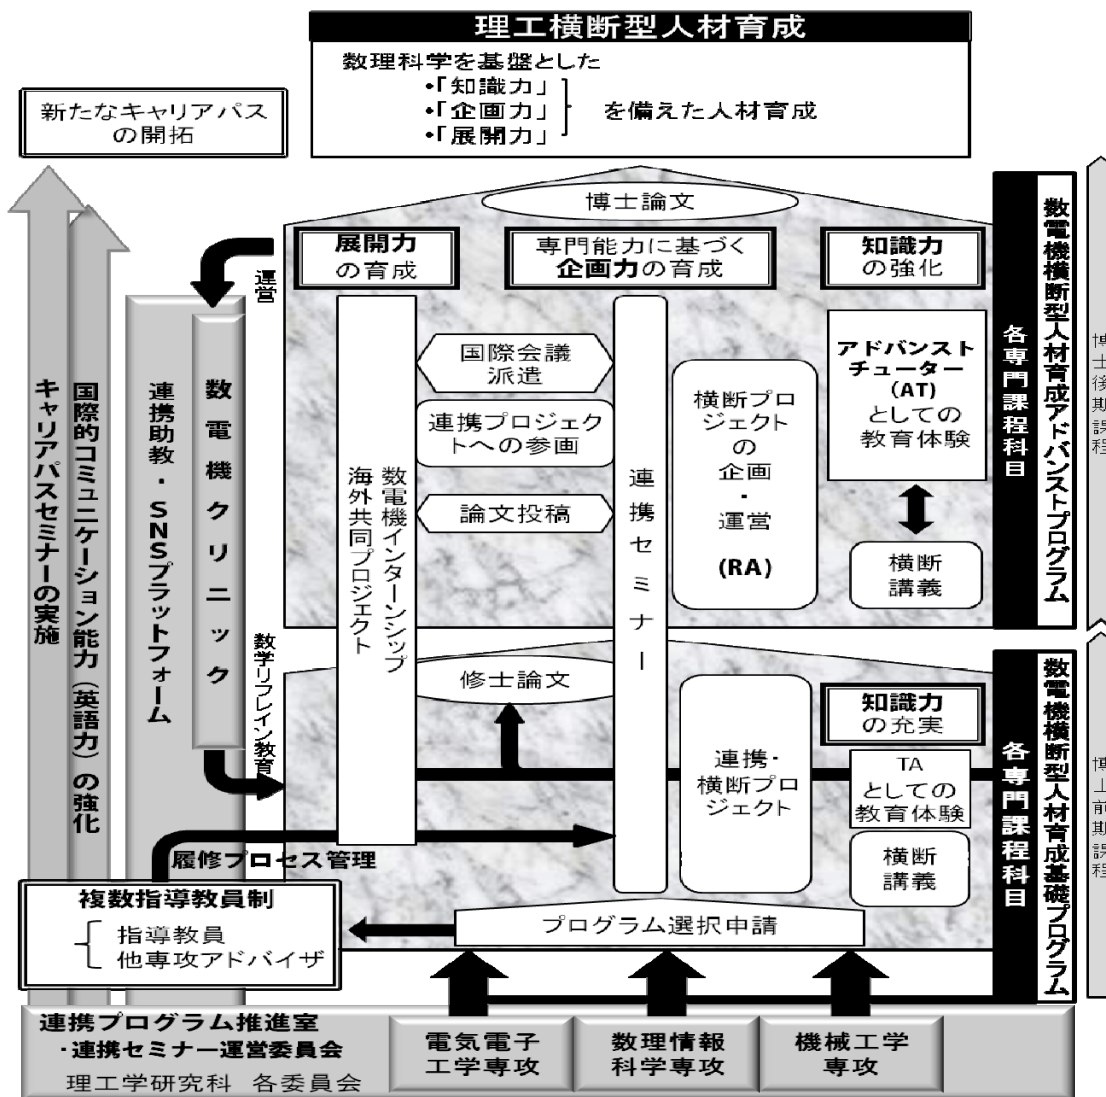 理工横断型人材育成
数理科学を基盤とした
・「知識力」
・「企画力」
・「展開力」
を備えた人材育成
新たなキャリアパス
の開拓
博士論文
展開力
の育成
専門能力に基づく
企画力の育成
知識力
の強化
運営
キャリアパスセミナーの実施
国際的コミュニケーション能力(英語力)の強化
連携助教・SNSプラットフォーム
数電機クリニック
数学リフレイン教育
数電機インターンシップ
海外共同プロジェクト
国際会議
派遣
連携プロジェク
トへの参画
論文投稿
連携セミナー
横断プロ
ジェクト
の
企画
・
運営
(RA)
アドバンスト
チューター
(AT)
としての
教育体験
横断
講義
各専門課程科目
数電機横断型人材育成アドバンストプログラム
博士後期課程
修士論文
連携・
横断プロ
ジェクト
知識力
の充実
TA
としての
教育体験
横断
講義
各専門課程科目
数電機横断型人材育成基礎プログラム
博士前期課程
履修プロセス管理
複数指導教員制
指導教員
他専攻アドバイザ
プログラム選択申請
連携プログラム推進室
・連携セミナー運営委員会
理工学研究科 各委員会
電気電子
工学専攻
数理情報
科学専攻
機械工学
専攻